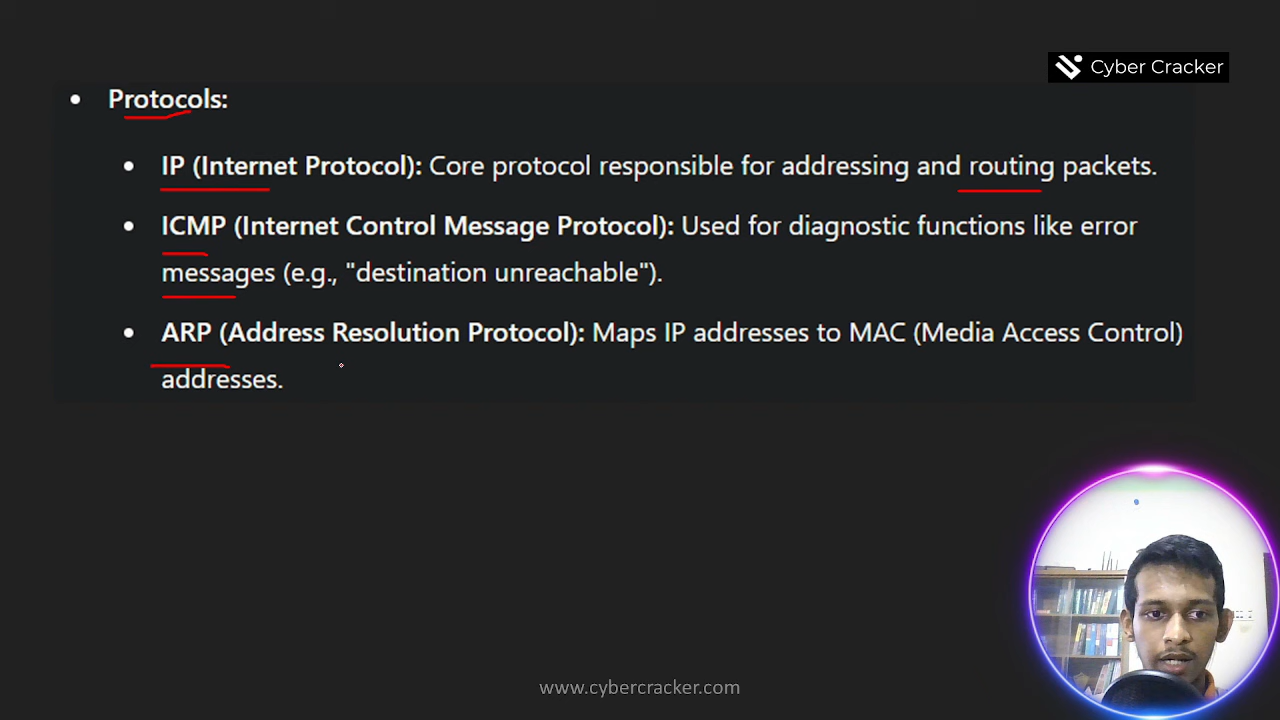 Cyber Cracker
• Protocols:
• IP (Internet Protocol): Core protocol responsible for addressing and routing packets.
• ICMP (Internet Control Message Protocol): Used for diagnostic functions like error
messages (e.g., "destination unreachable").
• ARP (Address Resolution Protocol): Maps IP addresses to MAC (Media Access Control)
addresses.
www.cybercracker.com